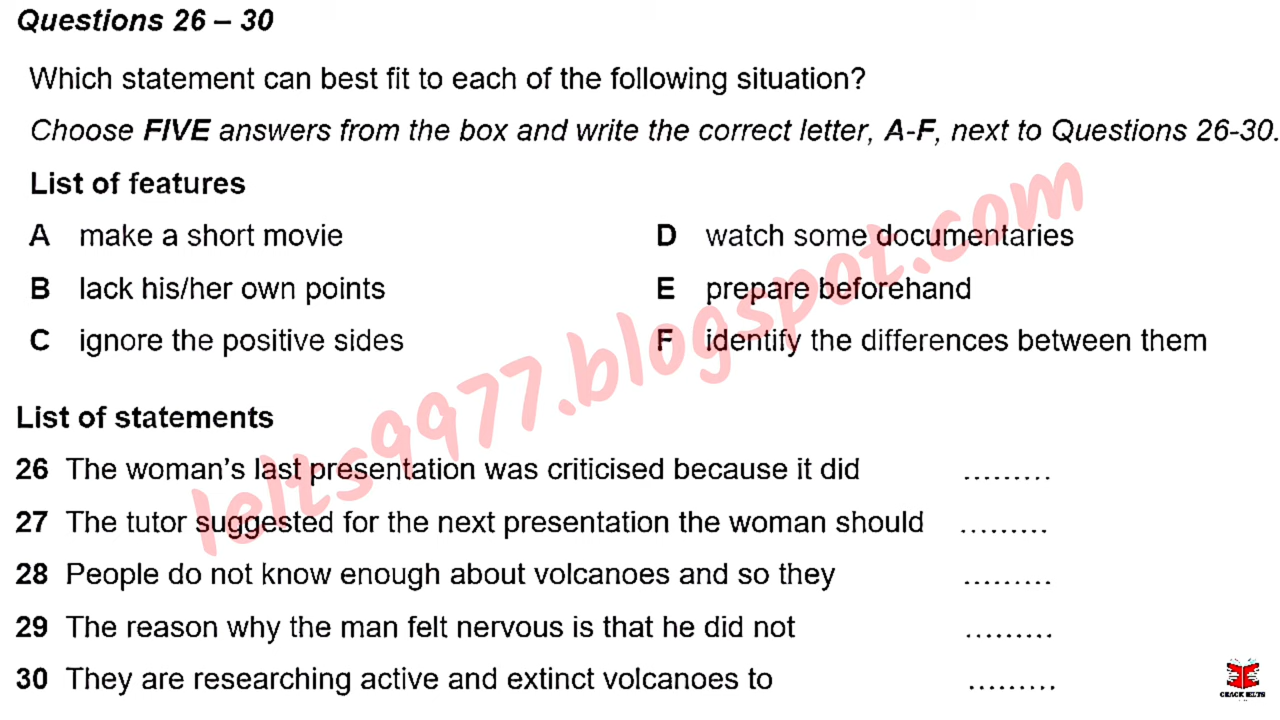 Questions 26 – 30
Which statement can best fit to each of the following situation?
Choose FIVE answers from the box and write the correct letter, A-F, next to Questions 26-30.
List of features
A make a short movie
D watch some documentaries
B lack his/her own points
E prepare beforehand
C ignore the positive sides
F identify the differences between them
List of statements
26 The woman's last presentation was criticised because it did .........
27 The tutor suggested for the next presentation the woman should .........
28 People do not know enough about volcanoes and so they .........
29 The reason why the man felt nervous is that he did not .........
30 They are researching active and extinct volcanoes to .........
Ielts9977.blogspot.com
CRACK IELTS